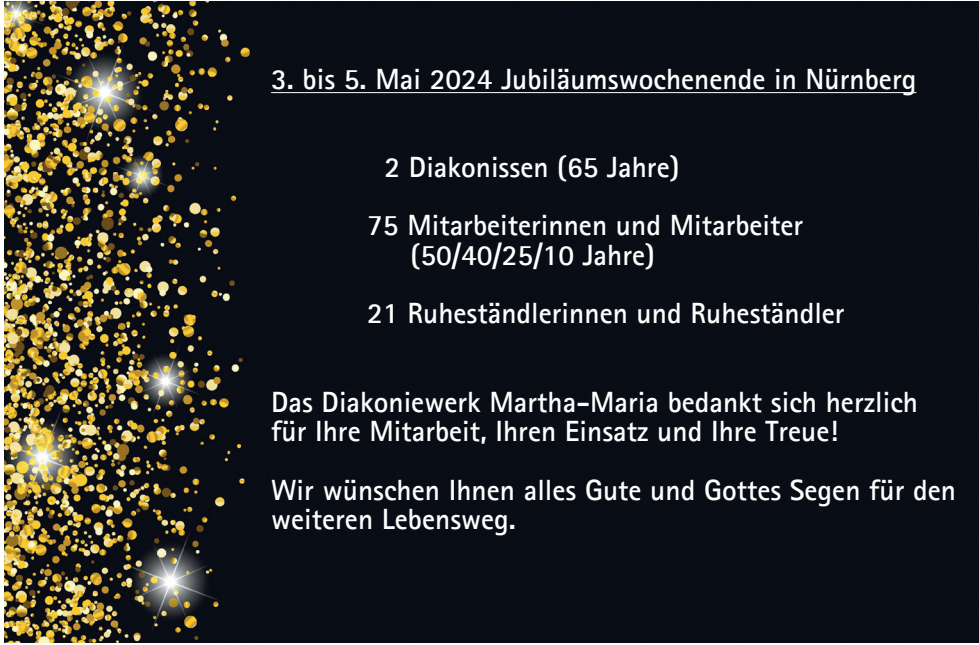 3. bis 5. Mai 2024 Jubiläumswochenende in Nürnberg
2 Diakonissen (65 Jahre)
75 Mitarbeiterinnen und Mitarbeiter
(50/40/25/10 Jahre)
21 Ruheständlerinnen und Ruheständler
Das Diakoniewerk Martha-Maria bedankt sich herzlich
für Ihre Mitarbeit, Ihren Einsatz und Ihre Treue!
Wir wünschen Ihnen alles Gute und Gottes Segen für den
weiteren Lebensweg.